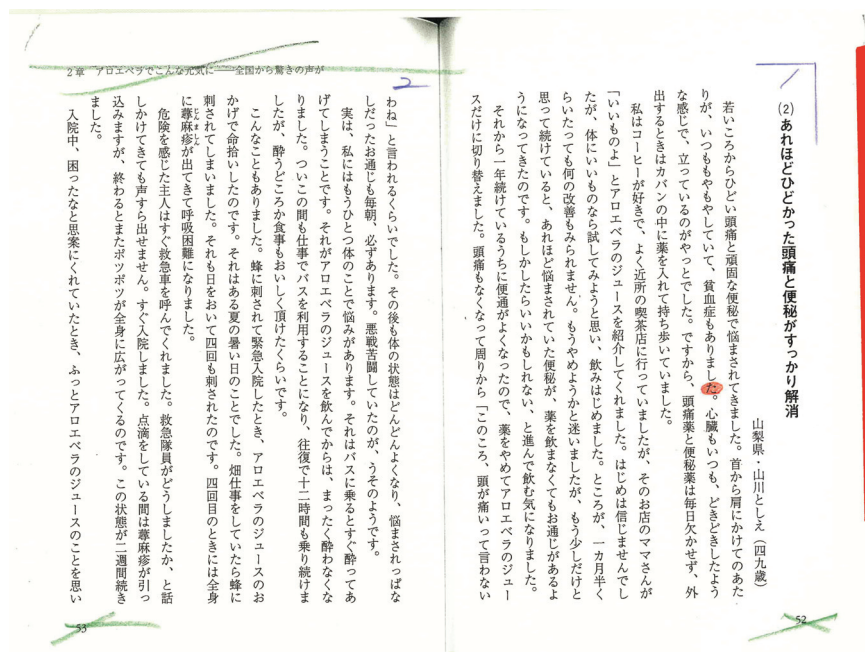 (2)あれほどひどかった頭痛と便秘がすっかり解消
山梨県・山川としえ(四九歳)
若いころからひどい頭痛と頑固な便秘で悩まされてきました。首から肩にかけてのあた
りが、いつももやもやしていて、貧血症もありました。心臓もいつも、どきどきしたよう
な感じで、立っているのがやっとでした。ですから、頭痛薬と便秘薬は毎日欠かせず、外
出するときはカバンの中に薬を入れて持ち歩いていました。
私はコーヒーが好きで、よく近所の喫茶店に行っていましたが、そのお店のママさんが
「いいものよ」とアロエベラのジュースを紹介してくれました。はじめは信じませんでし
たが、体にいいものなら試してみようと思い、飲みはじめました。ところが、一カ月半く
らいたっても何の改善もみられません。もうやめようかと迷いましたが、もう少しだけと
思って続けていると、あれほど悩まされていた便秘が、薬を飲まなくてもお通じがあるよ
うになってきたのです。もしかしたらいいかもしれない、と進んで飲む気になりました。
それから一年続けているうちに便通がよくなったので、薬をやめてアロエベラのジュー
スだけに切り替えました。頭痛もなくなって周りから「このころ、頭が痛いって言わない
52
2章 アロエベラでこんな元気に――全国から驚きの声が
2
わね」と言われるくらいでした。その後も体の状態はどんどんよくなり、悩まされっぱな
しだったお通じも毎朝、必ずあります。悪戦苦闘していたのが、うそのようです。
実は、私にはもうひとつ体のことで悩みがあります。それはバスに乗るとすぐ酔ってあ
げてしまうことです。それがアロエベラのジュースを飲んでからは、まったく酔わなくな
りました。ついこの間も仕事でバスを利用することになり、往復で十二時間も乗り続けま
したが、酔うどころか食事もおいしく頂けたくらいです。
こんなこともありました。蜂に刺されて緊急入院したとき、アロエベラのジュースのお
かげで命拾いしたのです。それはある夏の暑い日のことでした。畑仕事をしていたら蜂に
刺されてしまいました。それも日をおいて四回も刺されたのです。四回目のときには全身
に蕁麻疹が出てきて呼吸困難になりました。
危険を感じた主人はすぐ救急車を呼んでくれました。救急隊員がどうしましたか、と話
しかけてきても声すら出せません。すぐ入院しました。点滴をしている間は蕁麻疹が引っ
込みますが、終わるとまたポツポツが全身に広がってくるのです。この状態が二週間続き
ました。
入院中、困ったなと思案にくれていたとき、ふっとアロエベラのジュースのことを思い
53